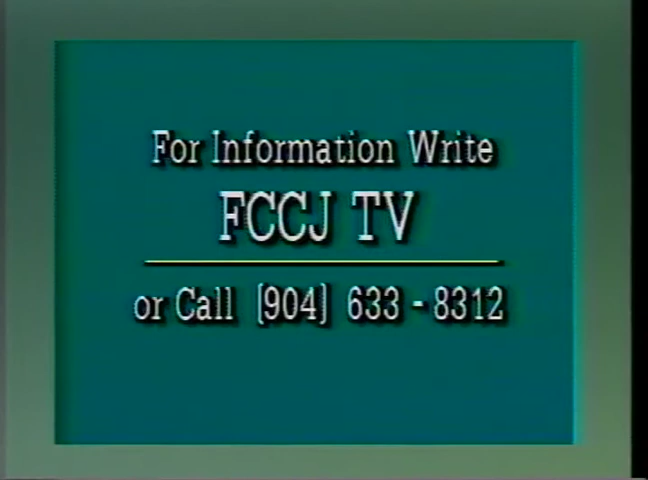 For Information Write
FCCJ TV
or Call (904) 633 - 8312